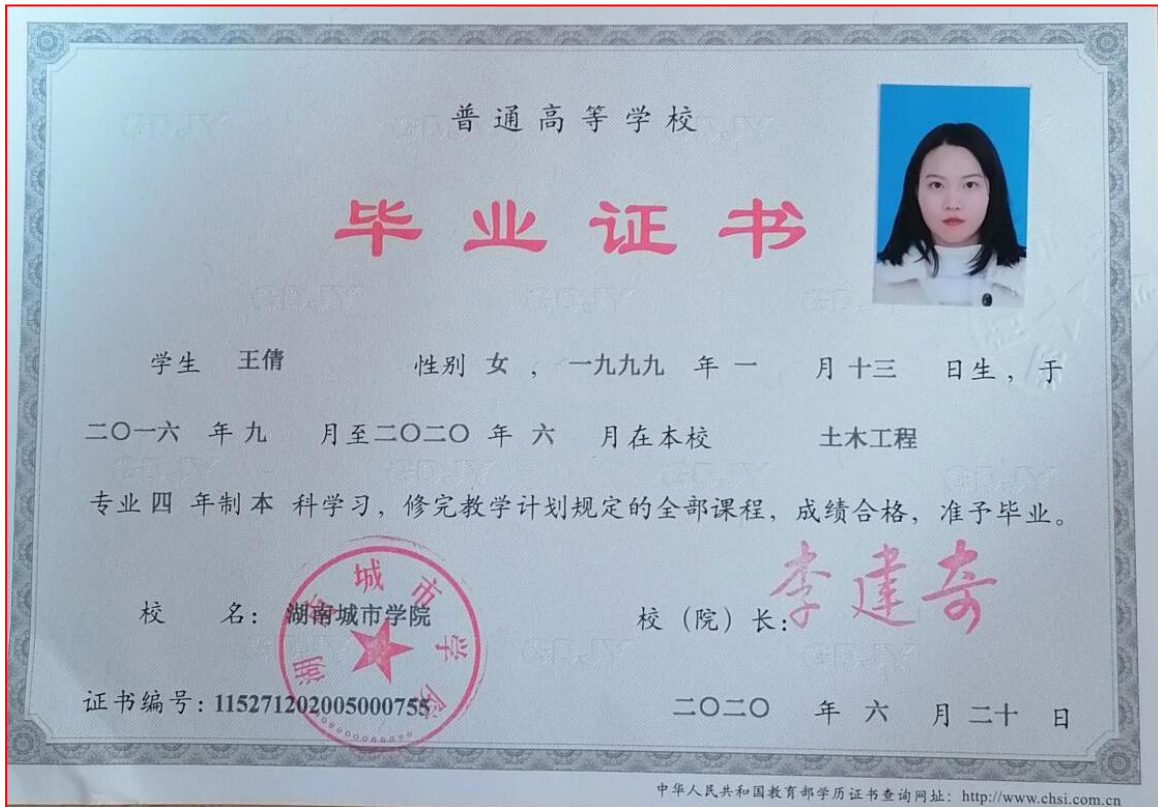 普通高等学校
毕业证书
学生 王倩 性别 女 ，一九九九 年 一 月 十三 日生，于
二〇一六 年 九 月至 二〇二〇 年 六 月在本校 土木工程
专业 四 年制 本 科学习，修完教学计划规定的全部课程，成绩合格，准予毕业。
湖南城市学院
校 名：湖南城市学院 校（院）长：李建奇
证书编号：115271202005000755 二〇二〇 年 六 月 二十 日
中华人民共和国教育部学历证书查询网址：http://www.chsi.com.cn